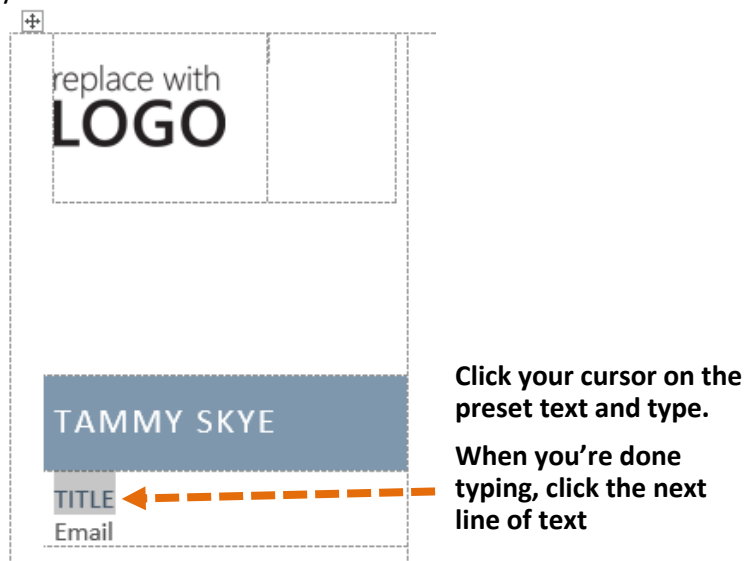 replace with
LOGO
TAMMY SKYE
TITLE
Email
Click your cursor on the
preset text and type.
When you’re done
typing, click the next
line of text